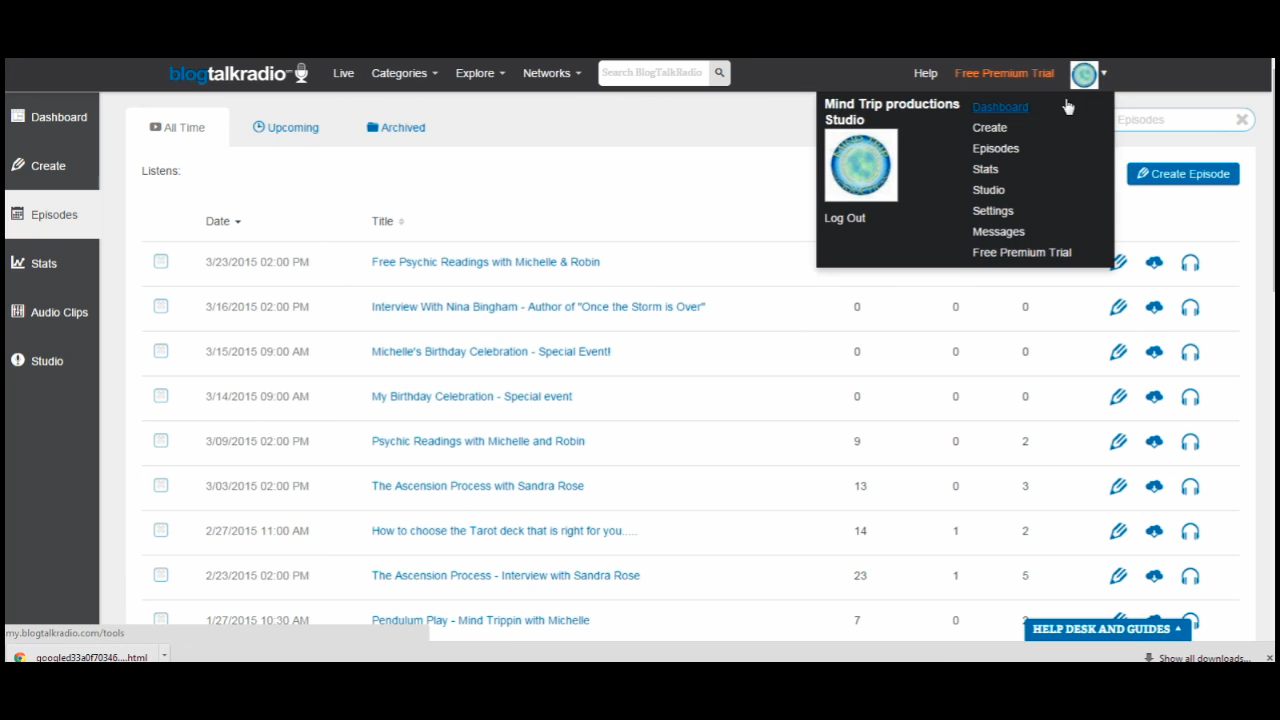 blogtalkradio Live Categories Explore Networks Search BlogTalkRadio Help Free Premium Trial
Dashboard
Create
Episodes
Stats
Audio Clips
Studio
All Time Upcoming Archived
Episodes
Listens:
Create Episode
Mind Trip productions
Studio
Log Out
Dashboard
Create
Episodes
Stats
Studio
Settings
Messages
Free Premium Trial
Date Title
3/23/2015 02:00 PM Free Psychic Readings with Michelle & Robin
3/16/2015 02:00 PM Interview With Nina Bingham - Author of "Once the Storm is Over" 0 0 0
3/15/2015 09:00 AM Michelle's Birthday Celebration - Special Event! 0 0 0
3/14/2015 09:00 AM My Birthday Celebration - Special event 0 0 0
3/09/2015 02:00 PM Psychic Readings with Michelle and Robin 9 0 2
3/03/2015 02:00 PM The Ascension Process with Sandra Rose 13 0 3
2/27/2015 11:00 AM How to choose the Tarot deck that is right for you..... 14 1 2
2/23/2015 02:00 PM The Ascension Process - Interview with Sandra Rose 23 1 5
1/27/2015 10:30 AM Pendulum Play - Mind Trippin with Michelle 7 0
HELP DESK AND GUIDES
my.blogtalkradio.com/tools
googled33a0f70346....html
Show all downloads...